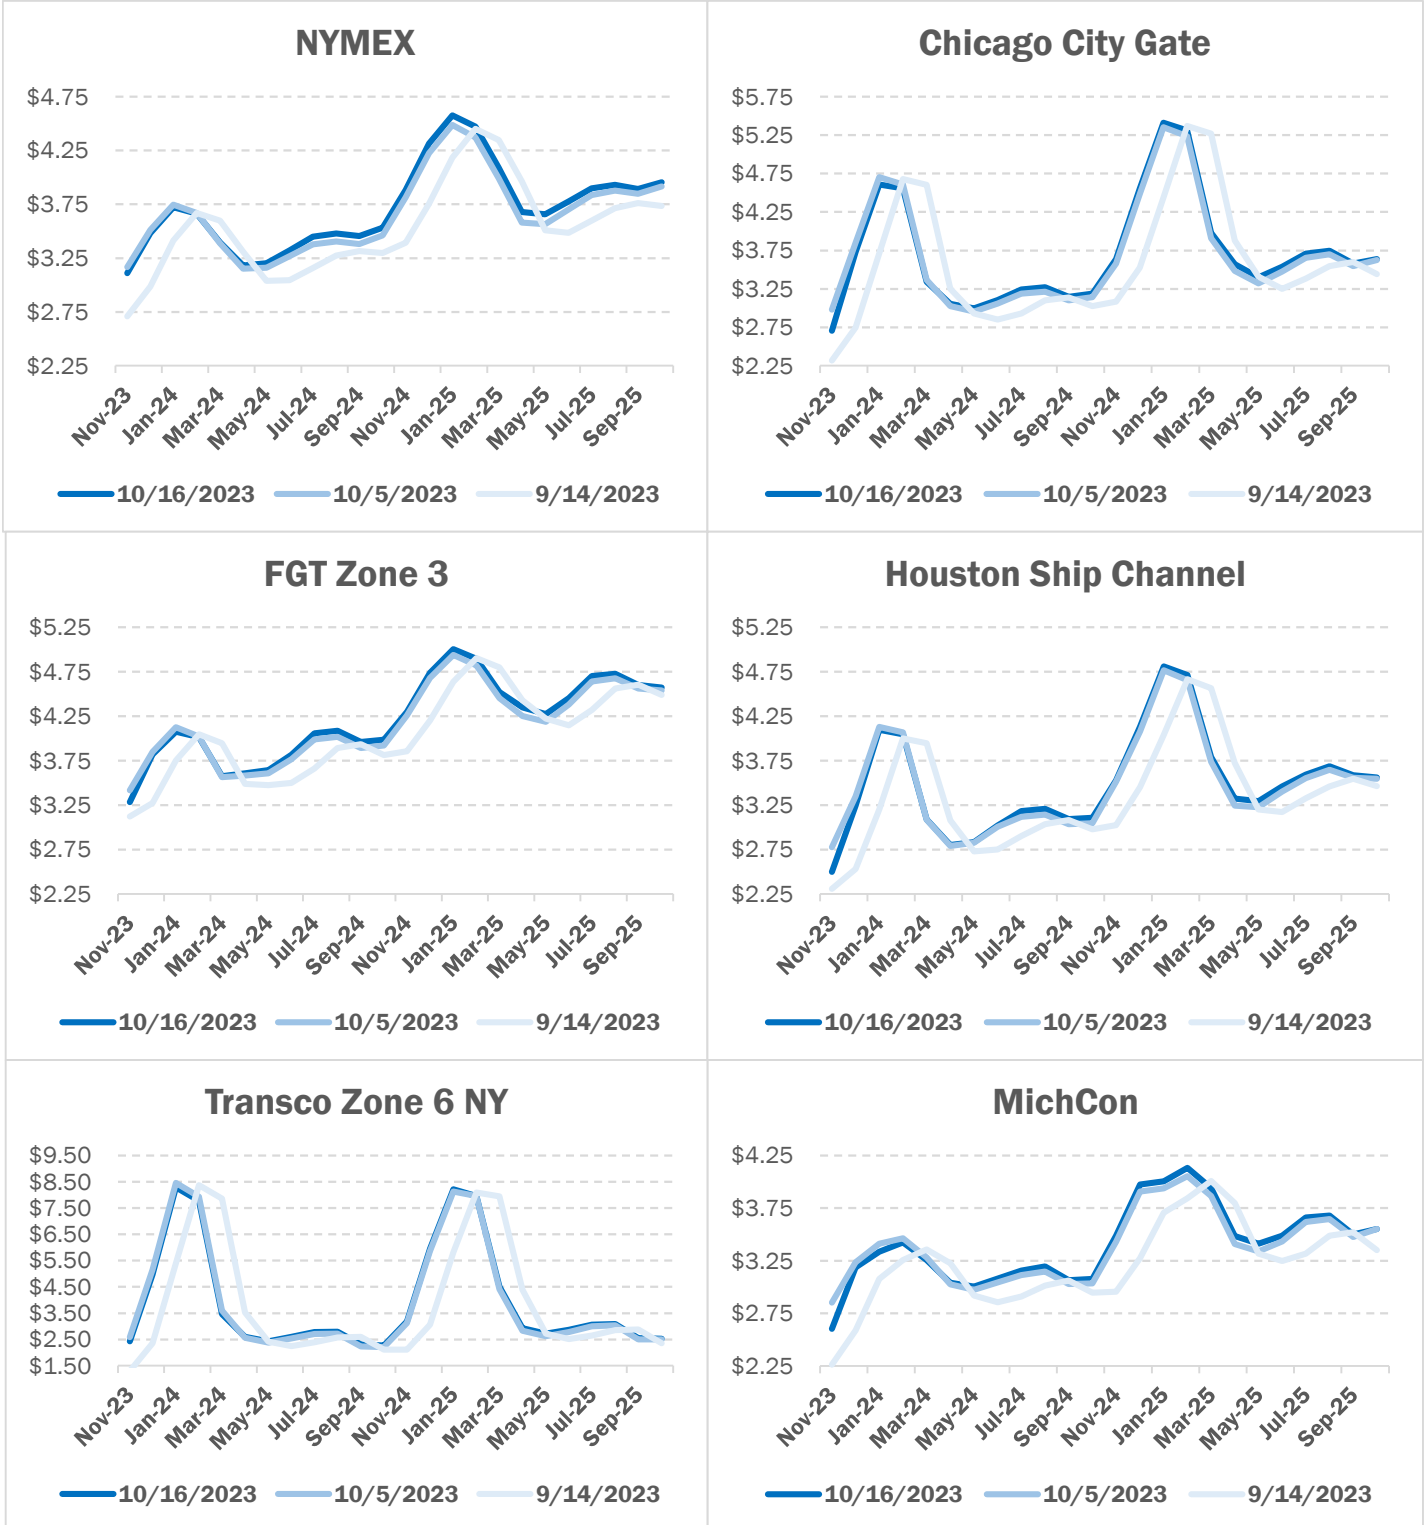 NYMEX
$4.75
$4.25
$3.75
$3.25
$2.75
$2.25
Nov-23 Jan-24 Mar-24 May-24 Jul-24 Sep-24 Nov-24 Jan-25 Mar-25 May-25 Jul-25 Sep-25
10/16/2023 10/5/2023 9/14/2023
Chicago City Gate
$5.75
$5.25
$4.75
$4.25
$3.75
$3.25
$2.75
$2.25
Nov-23 Jan-24 Mar-24 May-24 Jul-24 Sep-24 Nov-24 Jan-25 Mar-25 May-25 Jul-25 Sep-25
10/16/2023 10/5/2023 9/14/2023
FGT Zone 3
$5.25
$4.75
$4.25
$3.75
$3.25
$2.75
$2.25
Nov-23 Jan-24 Mar-24 May-24 Jul-24 Sep-24 Nov-24 Jan-25 Mar-25 May-25 Jul-25 Sep-25
10/16/2023 10/5/2023 9/14/2023
Houston Ship Channel
$5.25
$4.75
$4.25
$3.75
$3.25
$2.75
$2.25
Nov-23 Jan-24 Mar-24 May-24 Jul-24 Sep-24 Nov-24 Jan-25 Mar-25 May-25 Jul-25 Sep-25
10/16/2023 10/5/2023 9/14/2023
Transco Zone 6 NY
$9.50
$8.50
$7.50
$6.50
$5.50
$4.50
$3.50
$2.50
$1.50
Nov-23 Jan-24 Mar-24 May-24 Jul-24 Sep-24 Nov-24 Jan-25 Mar-25 May-25 Jul-25 Sep-25
10/16/2023 10/5/2023 9/14/2023
MichCon
$4.25
$3.75
$3.25
$2.75
$2.25
Nov-23 Jan-24 Mar-24 May-24 Jul-24 Sep-24 Nov-24 Jan-25 Mar-25 May-25 Jul-25 Sep-25
10/16/2023 10/5/2023 9/14/2023